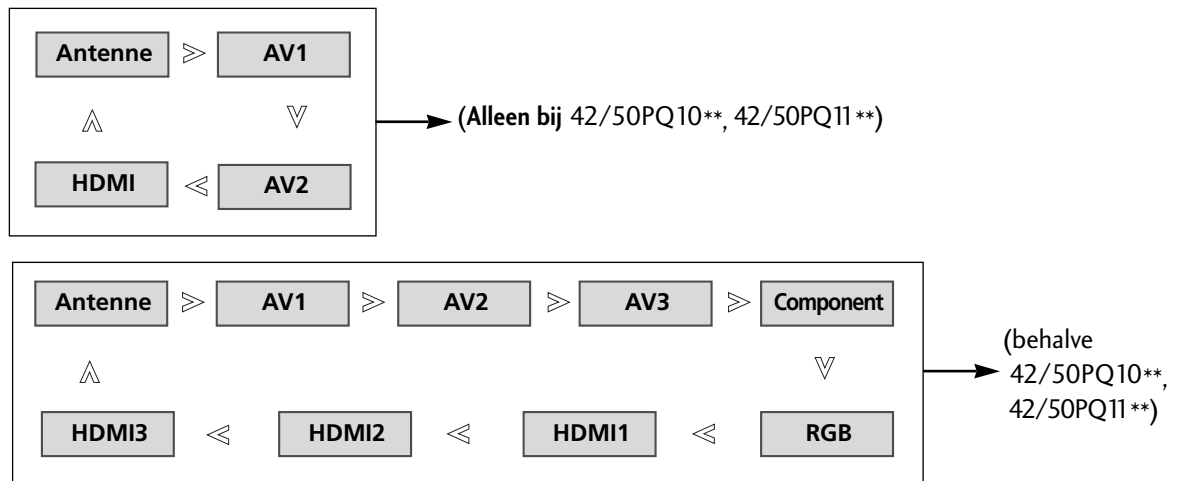 Antenne AV1
(Alleen bij 42/50PQ10**, 42/50PQ11**)
HDMI AV2
Antenne AV1 AV2 AV3 Component
(behalve
42/50PQ10**,
42/50PQ11**)
HDMI3 HDMI2 HDMI1 RGB